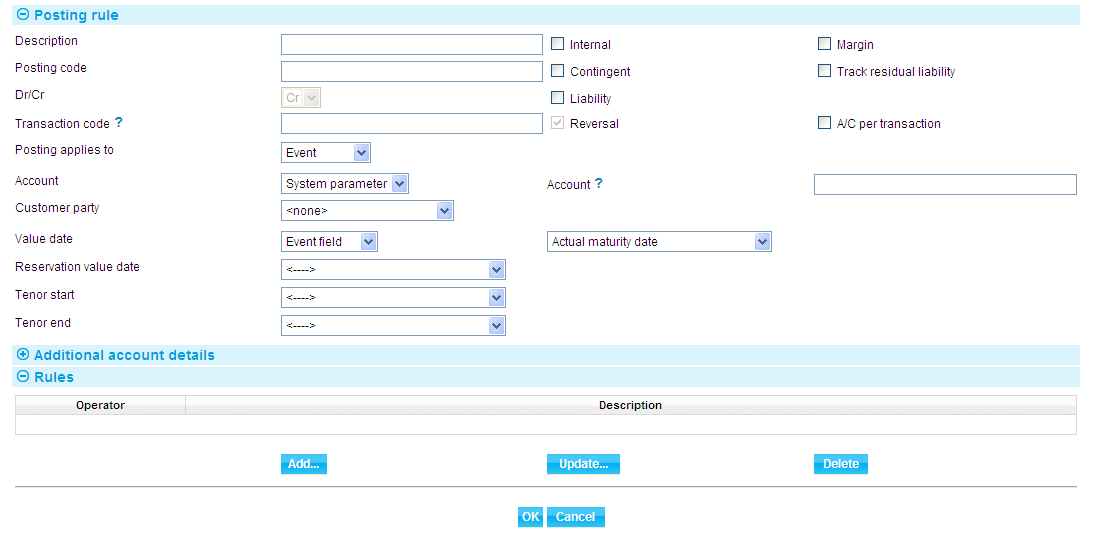 Posting rule
Description Internal Margin
Posting code Contingent Track residual liability
Dr/Cr Cr Liability
Transaction code ? Reversal A/C per transaction
Posting applies to Event
Account System parameter Account ?
Customer party <none>
Value date Event field Actual maturity date
Reservation value date <---->
Tenor start <---->
Tenor end <---->
Additional account details
Rules
Operator Description
Add... Update... Delete
OK Cancel